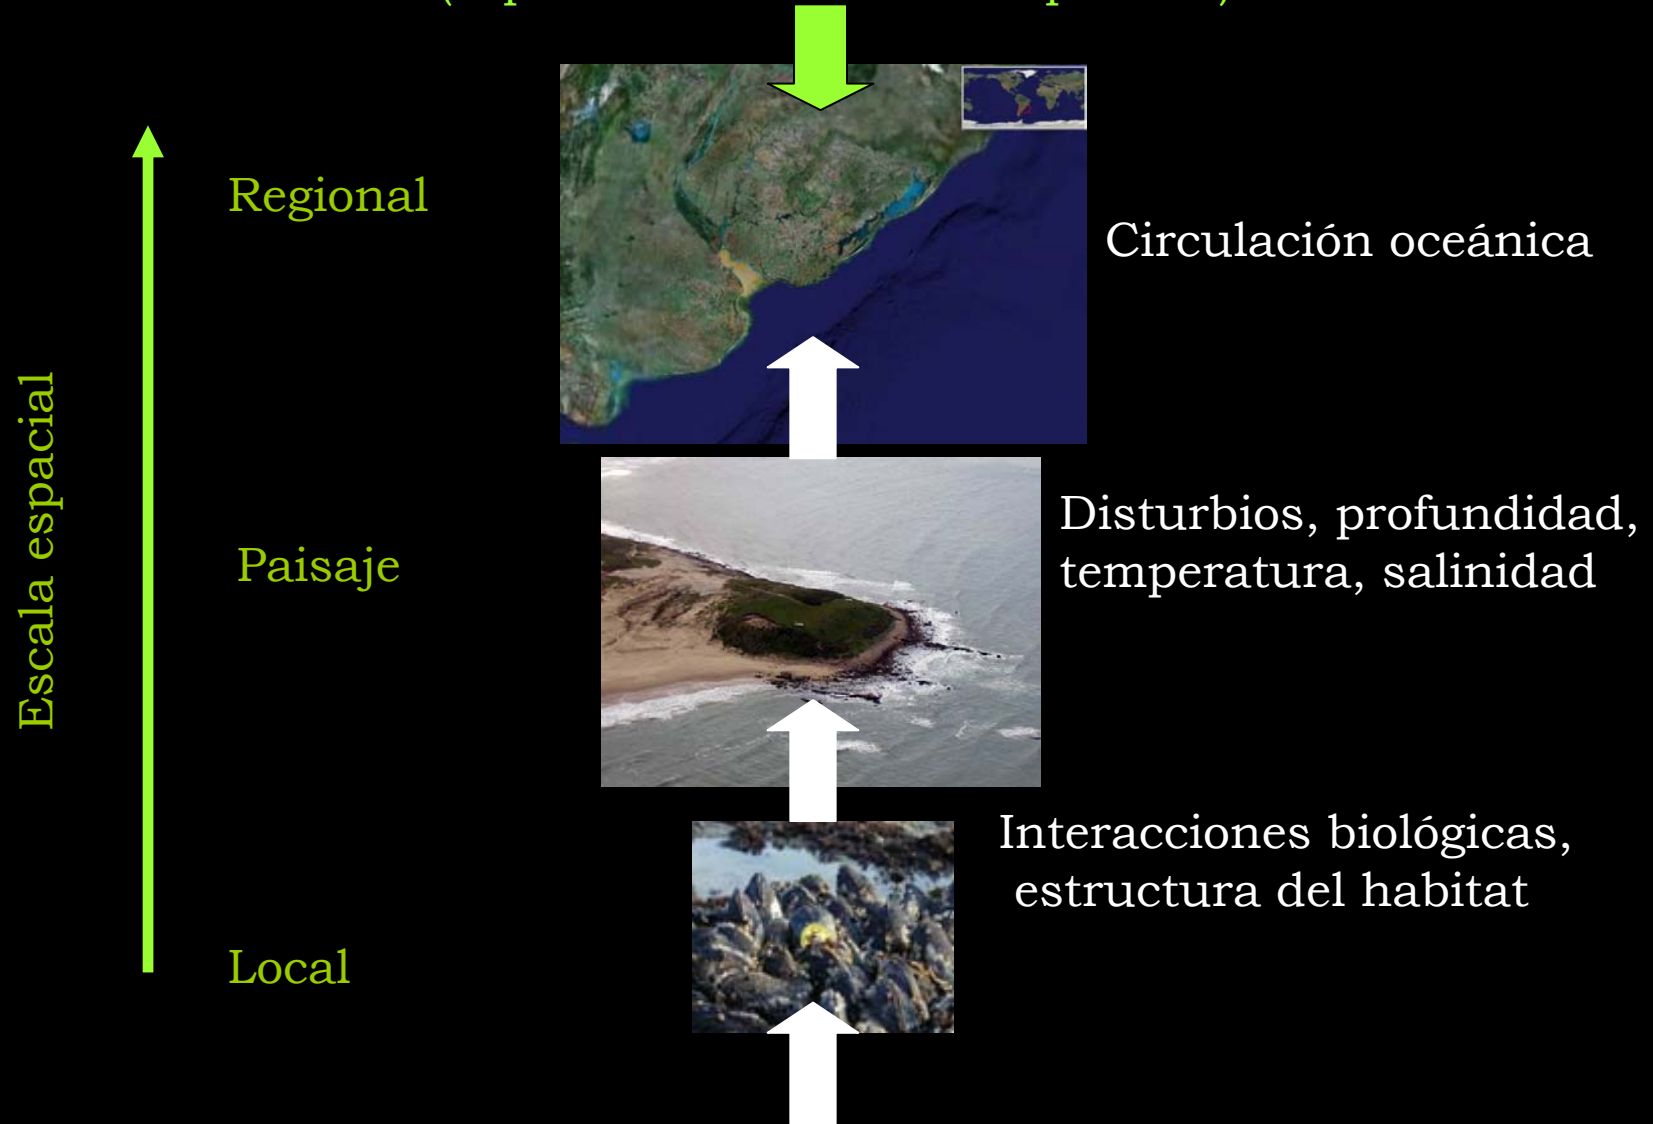 Regional
Circulación oceánica
Escala espacial
Paisaje
Disturbios, profundidad,
temperatura, salinidad
Interacciones biológicas,
estructura del habitat
Local